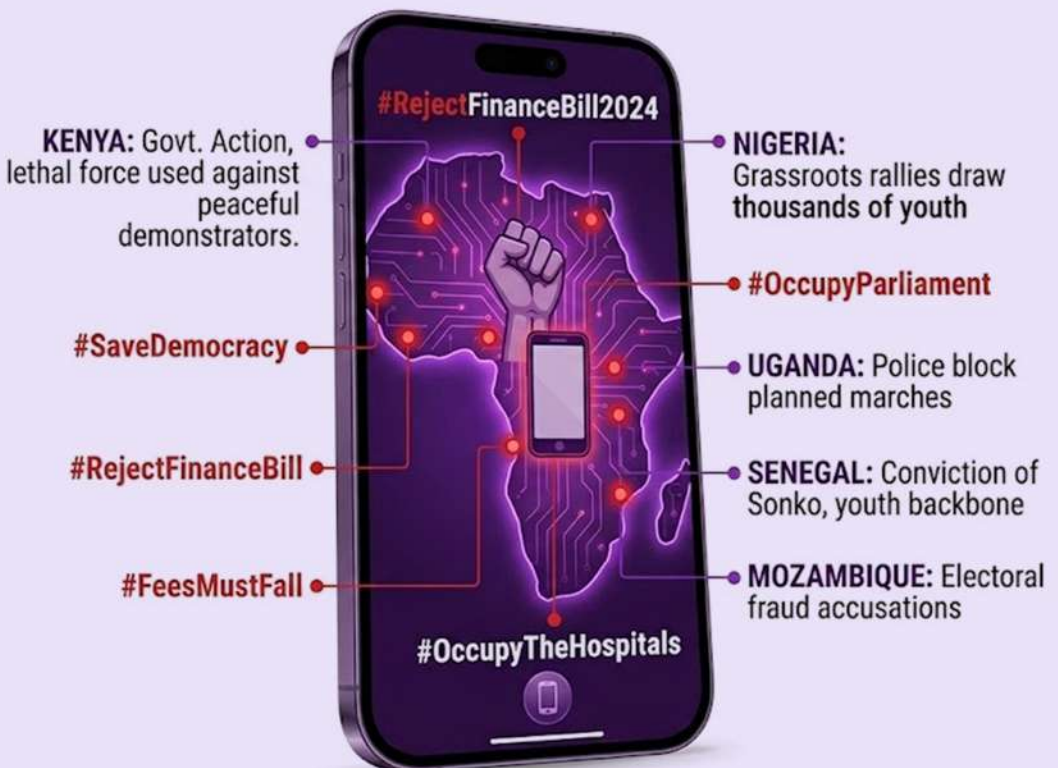 #RejectFinanceBill2024
KENYA: Govt. Action,
lethal force used against
peaceful
demonstrators.
#SaveDemocracy
#RejectFinanceBill
#FeesMustFall
NIGERIA:
Grassroots rallies draw
thousands of youth
#OccupyParliament
UGANDA: Police block
planned marches
SENEGAL: Conviction of
Sonko, youth backbone
MOZAMBIQUE: Electoral
fraud accusations
#OccupyTheHospitals